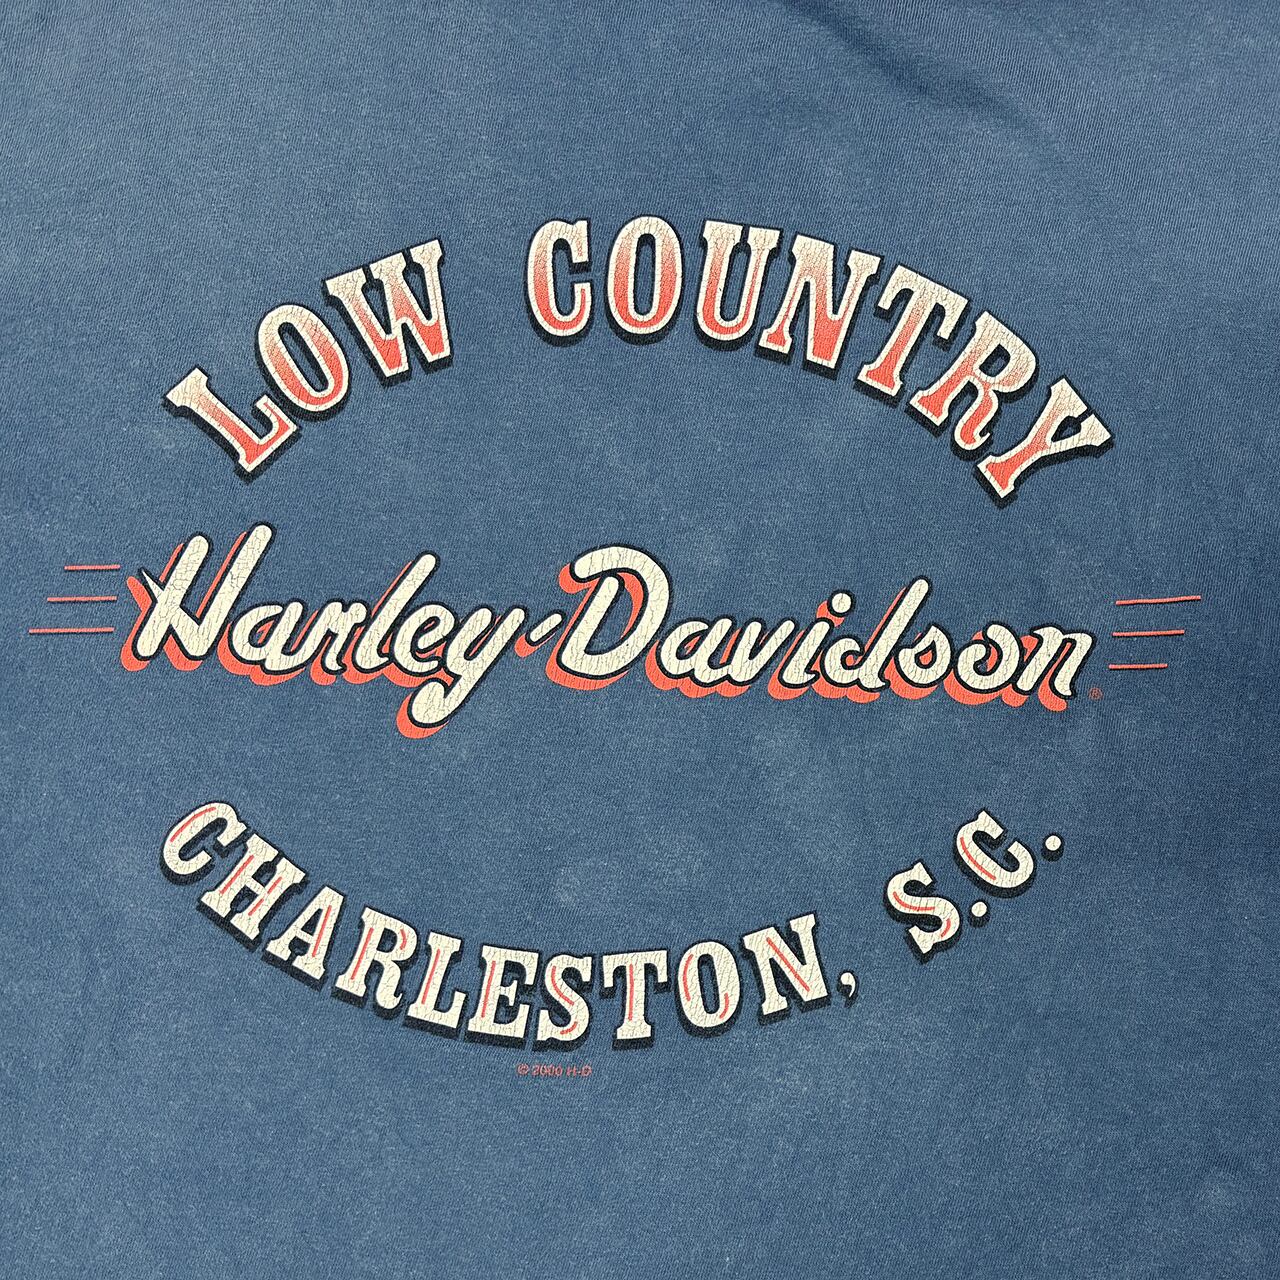 LOW COUNTRY
Harley-Davidson®
CHARLESTON, S.C.
© 2000 H-D